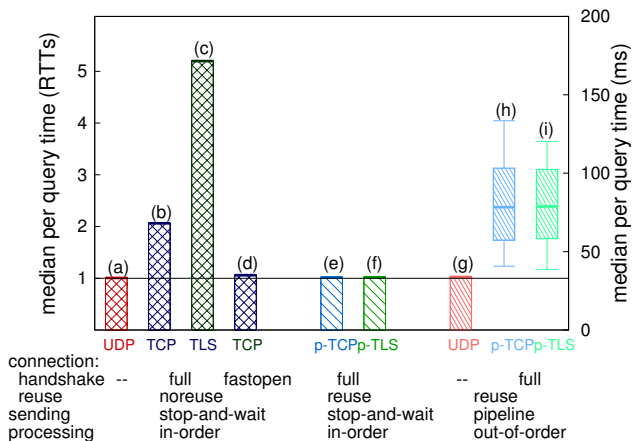 median per query time (RTTs)
5
4
3
2
1
0
median per query time (ms)
200
150
100
50
0
(a) (b) (c) (d) (e) (f) (g) (h) (i)
UDP TCP TLS TCP p-TCP p-TLS UDP p-TCP p-TLS
connection:
handshake -- full fastopen full -- full
reuse noreuse reuse reuse
sending stop-and-wait stop-and-wait pipeline
processing in-order in-order out-of-order